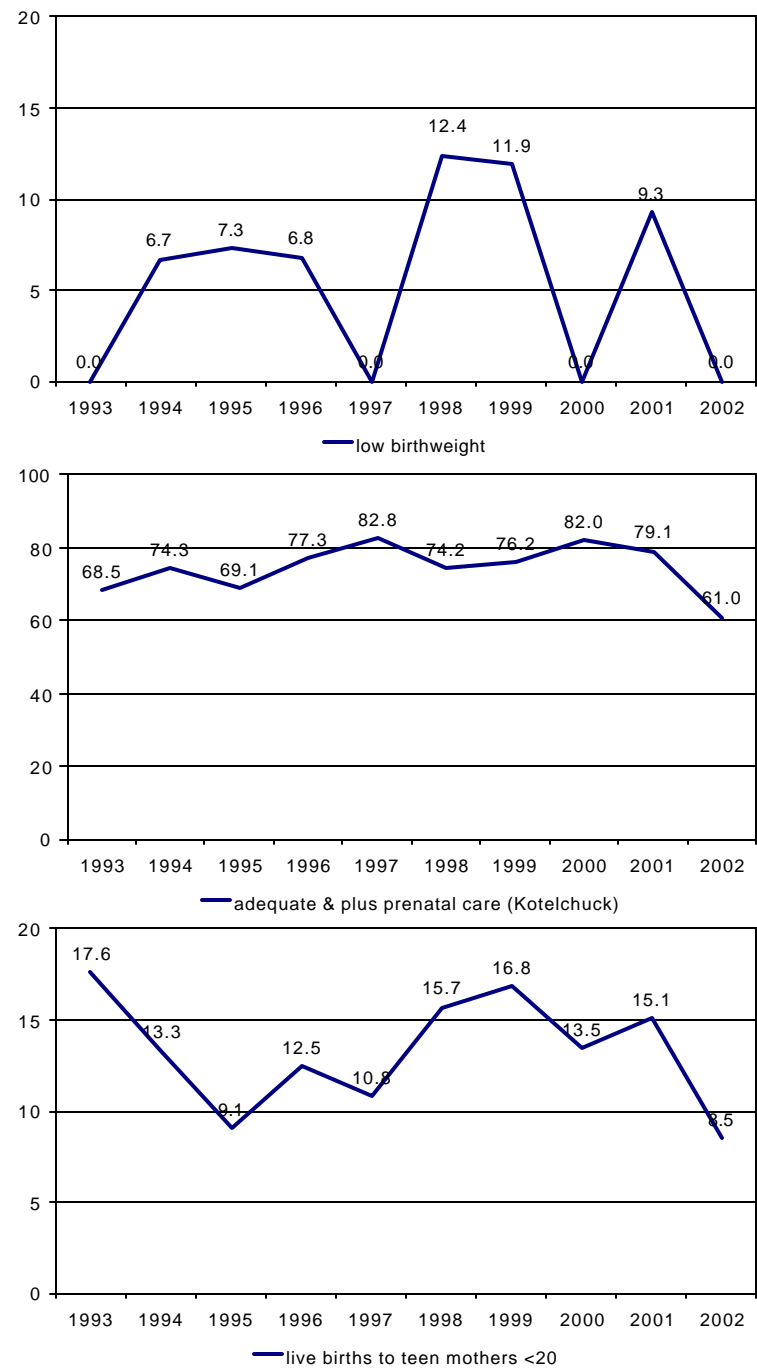 20
15
12.4
11.9
10
9.3
6.7 7.3 6.8
5
0.0 0.0 0.0 0.0
0
1993 1994 1995 1996 1997 1998 1999 2000 2001 2002
low birthweight
100
82.8 82.0
80 74.3 77.3 74.2 76.2 79.1
68.5 69.1
61.0
60
40
20
0
1993 1994 1995 1996 1997 1998 1999 2000 2001 2002
adequate & plus prenatal care (Kotelchuck)
20
17.6
16.8
15.7 15.1
15 13.3 13.5
12.5
10.8
10 9.1 8.5
5
0
1993 1994 1995 1996 1997 1998 1999 2000 2001 2002
live births to teen mothers <20